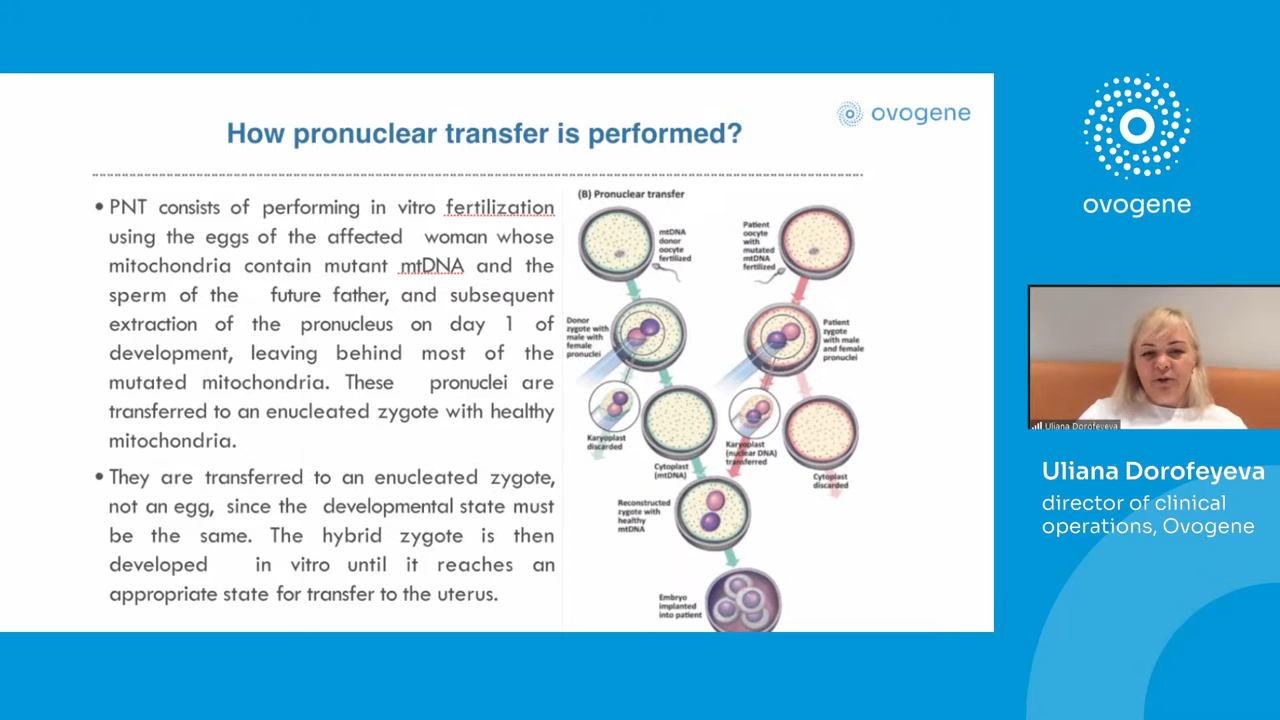 How pronuclear transfer is performed?
ovogene
• PNT consists of performing in vitro fertilization
using the eggs of the affected woman whose
mitochondria contain mutant mtDNA and the
sperm of the future father, and subsequent
extraction of the pronucleus on day 1 of
development, leaving behind most of the
mutated mitochondria. These pronuclei are
transferred to an enucleated zygote with healthy
mitochondria.
• They are transferred to an enucleated zygote,
not an egg, since the developmental state must
be the same. The hybrid zygote is then
developed in vitro until it reaches an
appropriate state for transfer to the uterus.
(B) Pronuclear transfer
mtDNA
donor
oocyte
fertilized
Patient
oocyte
with
mutated
mtDNA
fertilized
Donor
zygote with
male with
female
pronuclei
Patient
zygote
with male
and female
pronuclei
Karyoplast
discarded
Cytoplast
(mtDNA)
Karyoplast
(nuclear DNA)
transferred
Cytoplast
discarded
Reconstructed
zygote with
healthy
mtDNA
Embryo
implanted
into patient
ovogene
Uliana Dorofeyeva
Uliana Dorofeyeva
director of clinical
operations, Ovogene